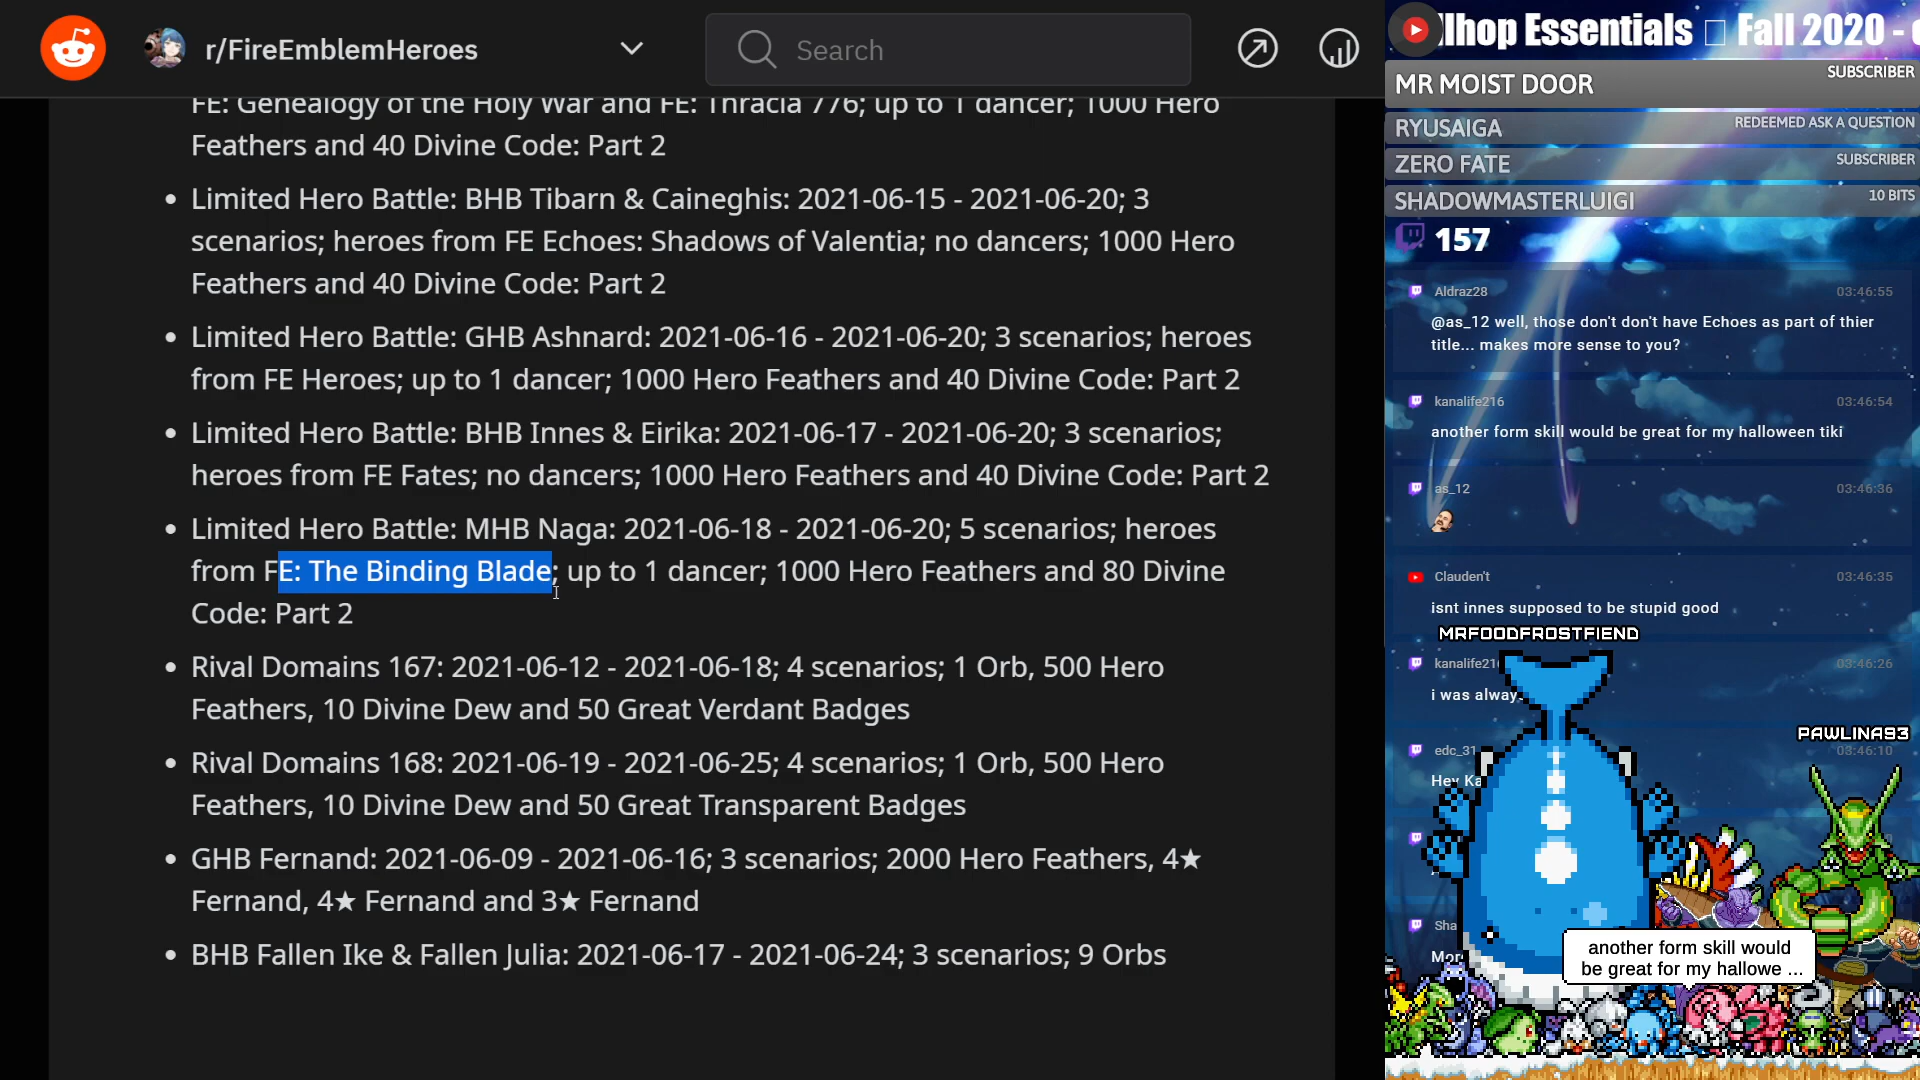 r/FireEmblemHeroes
Search
FE: Genealogy of the Holy War and FE: Thracia 776; up to 1 dancer; 1000 Hero
Feathers and 40 Divine Code: Part 2
• Limited Hero Battle: BHB Tibarn & Caineghis: 2021-06-15 - 2021-06-20; 3
scenarios; heroes from FE Echoes: Shadows of Valentia; no dancers; 1000 Hero
Feathers and 40 Divine Code: Part 2
• Limited Hero Battle: GHB Ashnard: 2021-06-16 - 2021-06-20; 3 scenarios; heroes
from FE Heroes; up to 1 dancer; 1000 Hero Feathers and 40 Divine Code: Part 2
• Limited Hero Battle: BHB Innes & Eirika: 2021-06-17 - 2021-06-20; 3 scenarios;
heroes from FE Fates; no dancers; 1000 Hero Feathers and 40 Divine Code: Part 2
• Limited Hero Battle: MHB Naga: 2021-06-18 - 2021-06-20; 5 scenarios; heroes
from FE: The Binding Blade; up to 1 dancer; 1000 Hero Feathers and 80 Divine
Code: Part 2
• Rival Domains 167: 2021-06-12 - 2021-06-18; 4 scenarios; 1 Orb, 500 Hero
Feathers, 10 Divine Dew and 50 Great Verdant Badges
• Rival Domains 168: 2021-06-19 - 2021-06-25; 4 scenarios; 1 Orb, 500 Hero
Feathers, 10 Divine Dew and 50 Great Transparent Badges
• GHB Fernand: 2021-06-09 - 2021-06-16; 3 scenarios; 2000 Hero Feathers, 4★
Fernand, 4★ Fernand and 3★ Fernand
• BHB Fallen Ike & Fallen Julia: 2021-06-17 - 2021-06-24; 3 scenarios; 9 Orbs
llhop Essentials □ Fall 2020 -
MR MOIST DOOR SUBSCRIBER
RYUSAIGA REDEEMED ASK A QUESTION
ZERO FATE SUBSCRIBER
SHADOWMASTERLUIGI 10 BITS
157
Aldraz28 03:46:55
@as_12 well, those don't don't have Echoes as part of thier
title... makes more sense to you?
kanalife216 03:46:54
another form skill would be great for my halloween tiki
as_12 03:46:36
Clauden't 03:46:35
isnt innes supposed to be stupid good
MRFOODFROSTFIEND
kanalife21 03:46:26
i was alway
PAWLINA93
edc_31 03:46:10
Hey Ka
Sha
Mor
another form skill would
be great for my hallowe ...